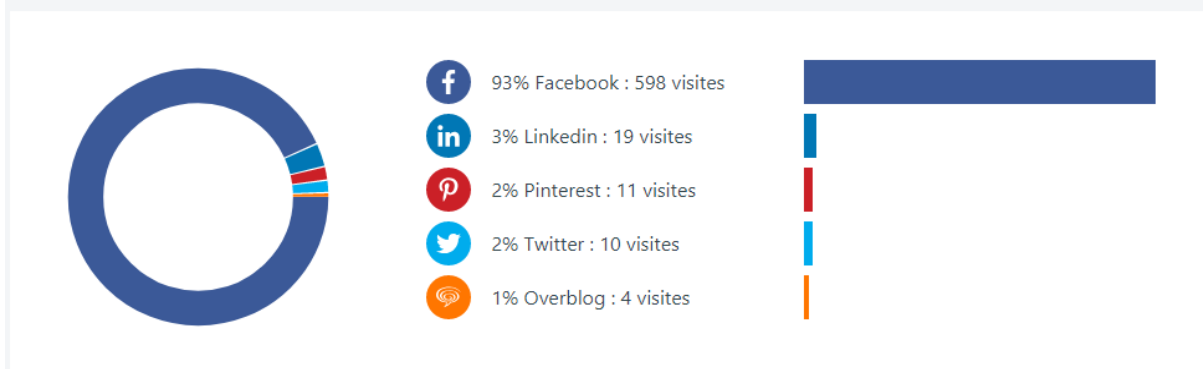 93% Facebook : 598 visites
3% Linkedin : 19 visites
2% Pinterest : 11 visites
2% Twitter : 10 visites
1% Overblog : 4 visites